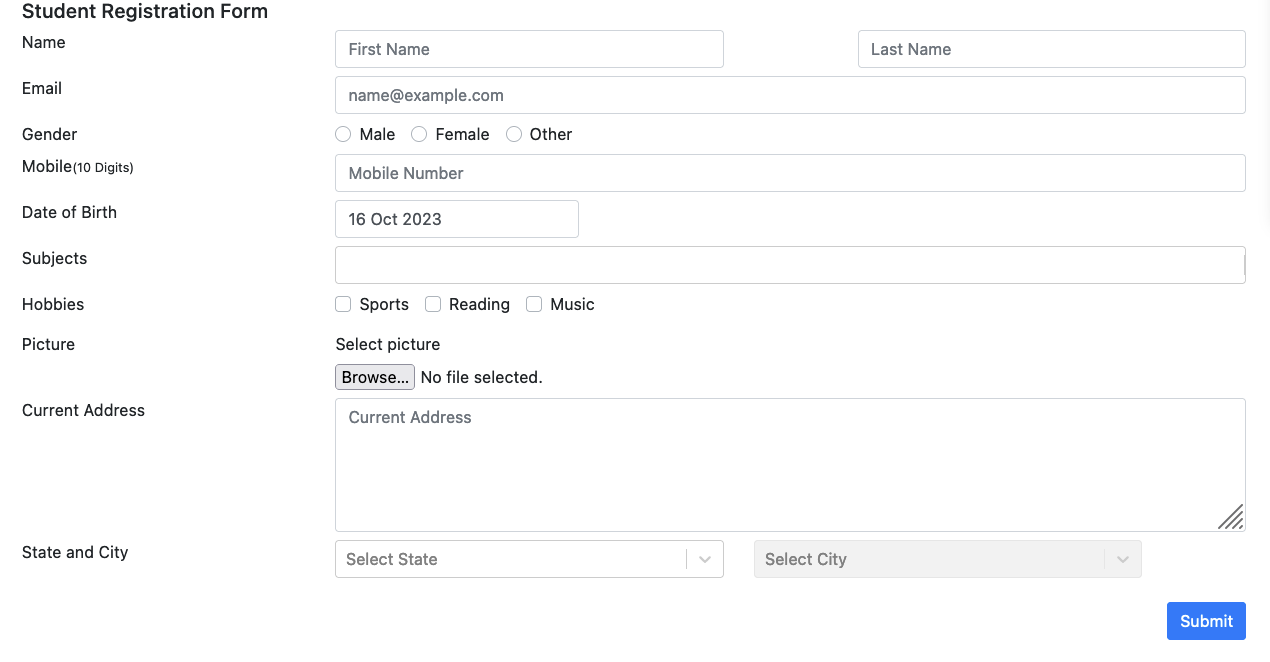 Student Registration Form
Name First Name Last Name
Email name@example.com
Gender Male Female Other
Mobile(10 Digits) Mobile Number
Date of Birth 16 Oct 2023
Subjects
Hobbies Sports Reading Music
Picture Select picture
Browse... No file selected.
Current Address Current Address
State and City Select State Select City
Submit